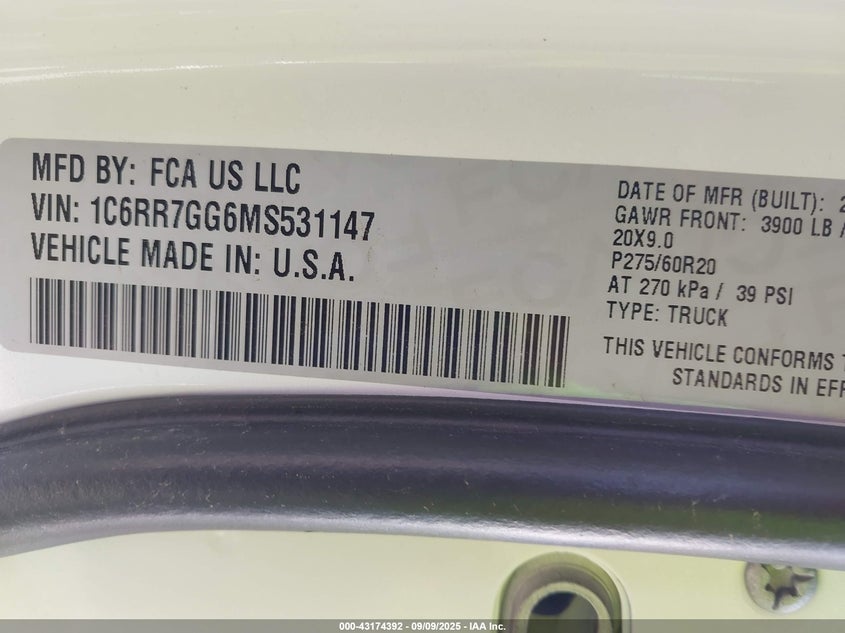 MFD BY: FCA US LLC
VIN: 1C6RR7GG6MS531147
VEHICLE MADE IN: U.S.A.
DATE OF MFR (BUILT): 2
GAWR FRONT: 3900 LB /
20X9.0
P275/60R20
AT 270 kPa / 39 PSI
TYPE: TRUCK
THIS VEHICLE CONFORMS T
STANDARDS IN EFF
000-43174392 - 09/09/2025 - IAA Inc.